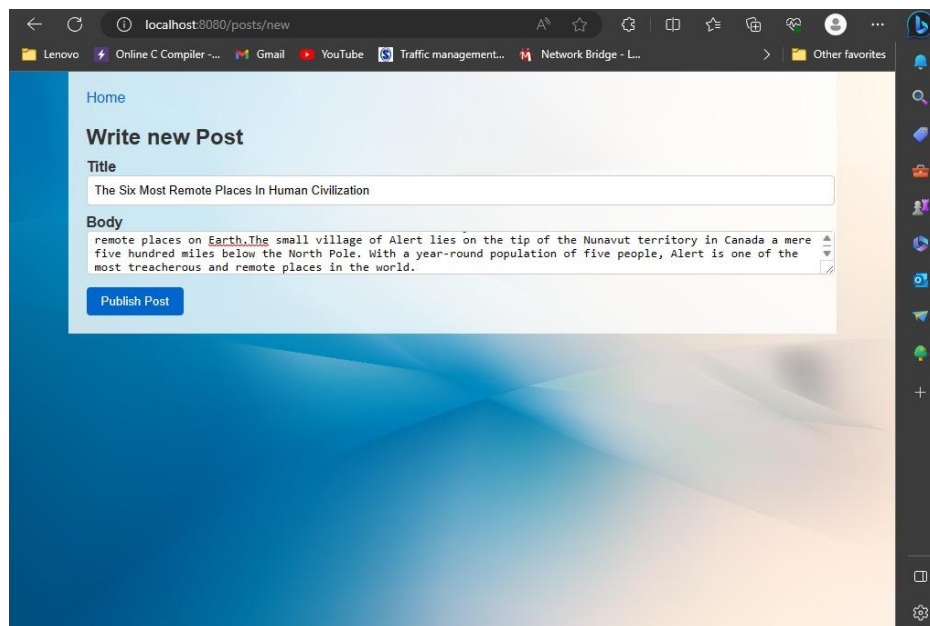 localhost:8080/posts/new
Lenovo
Online C Compiler -...
Gmail
YouTube
Traffic management...
Network Bridge - L...
Other favorites
Home
Write new Post
Title
The Six Most Remote Places In Human Civilization
Body
remote places on Earth.The small village of Alert lies on the tip of the Nunavut territory in Canada a mere
five hundred miles below the North Pole. With a year-round population of five people, Alert is one of the
most treacherous and remote places in the world.
Publish Post